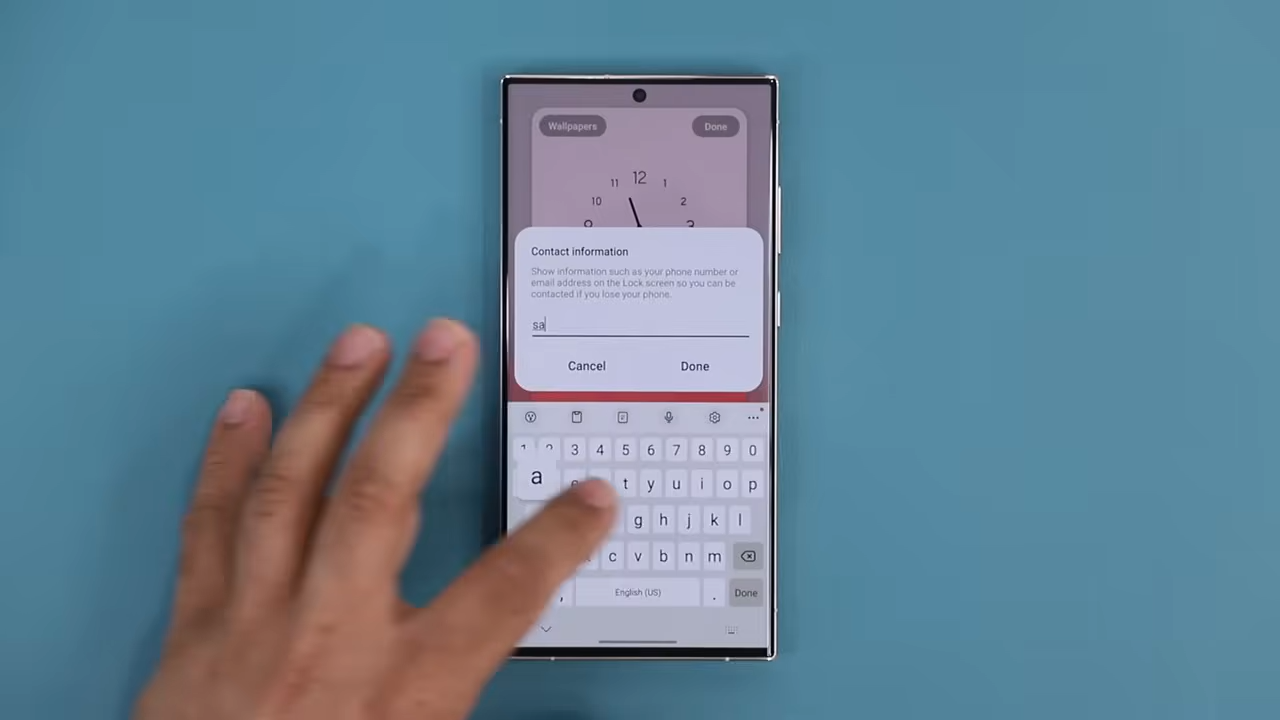 Wallpapers Done
12
11 1
10 2
Contact information
Show information such as your phone number or
email address on the Lock screen so you can be
contacted if you lose your phone.
sa
Cancel Done
3 4 5 6 7 8 9 0
a t y u i o p
g h j k l
c v b n m
, English (US) . Done